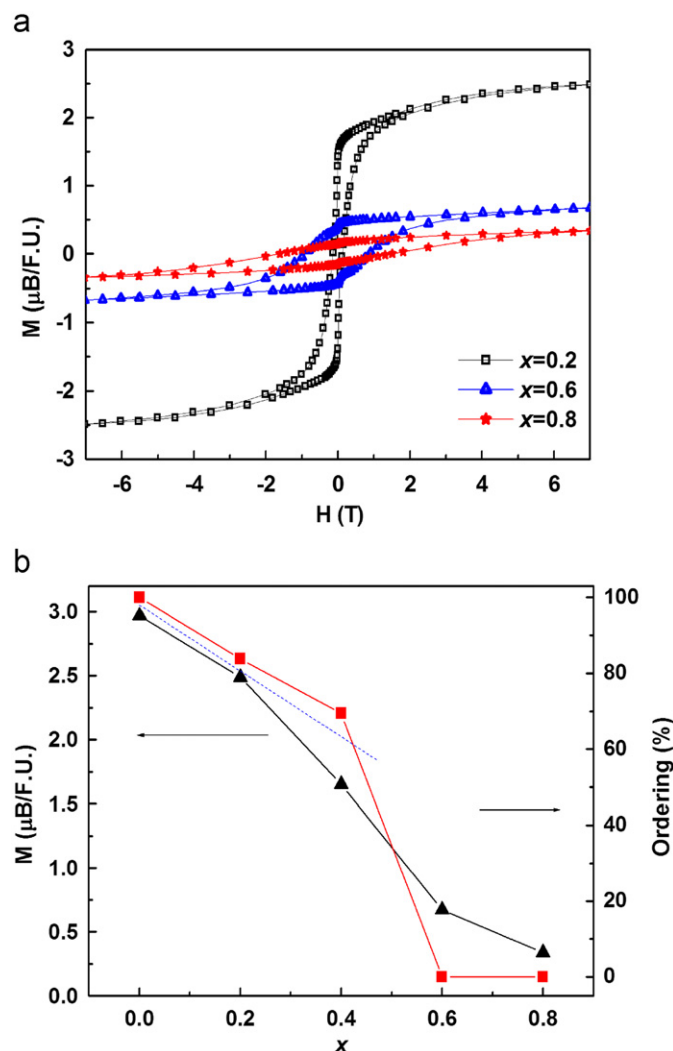 a
M (μB/F.U.)
3
2
1
0
-1
-2
-3
x=0.2
x=0.6
x=0.8
-6 -4 -2 0 2 4 6
H (T)
b
M (μB/F.U.)
3.0
2.5
2.0
1.5
1.0
0.5
0.0
100
80
60
40
20
0
Ordering (%)
0.0 0.2 0.4 0.6 0.8
x